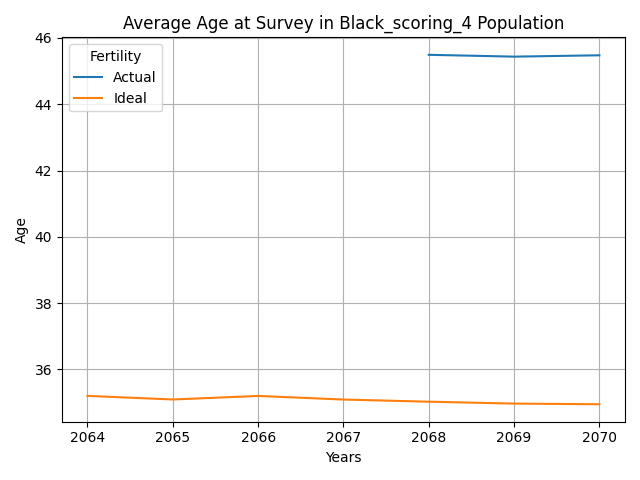 Average Age at Survey in Black_scoring_4 Population
Fertility
Actual
Ideal
46
44
42
40
38
36
Age
2064 2065 2066 2067 2068 2069 2070
Years